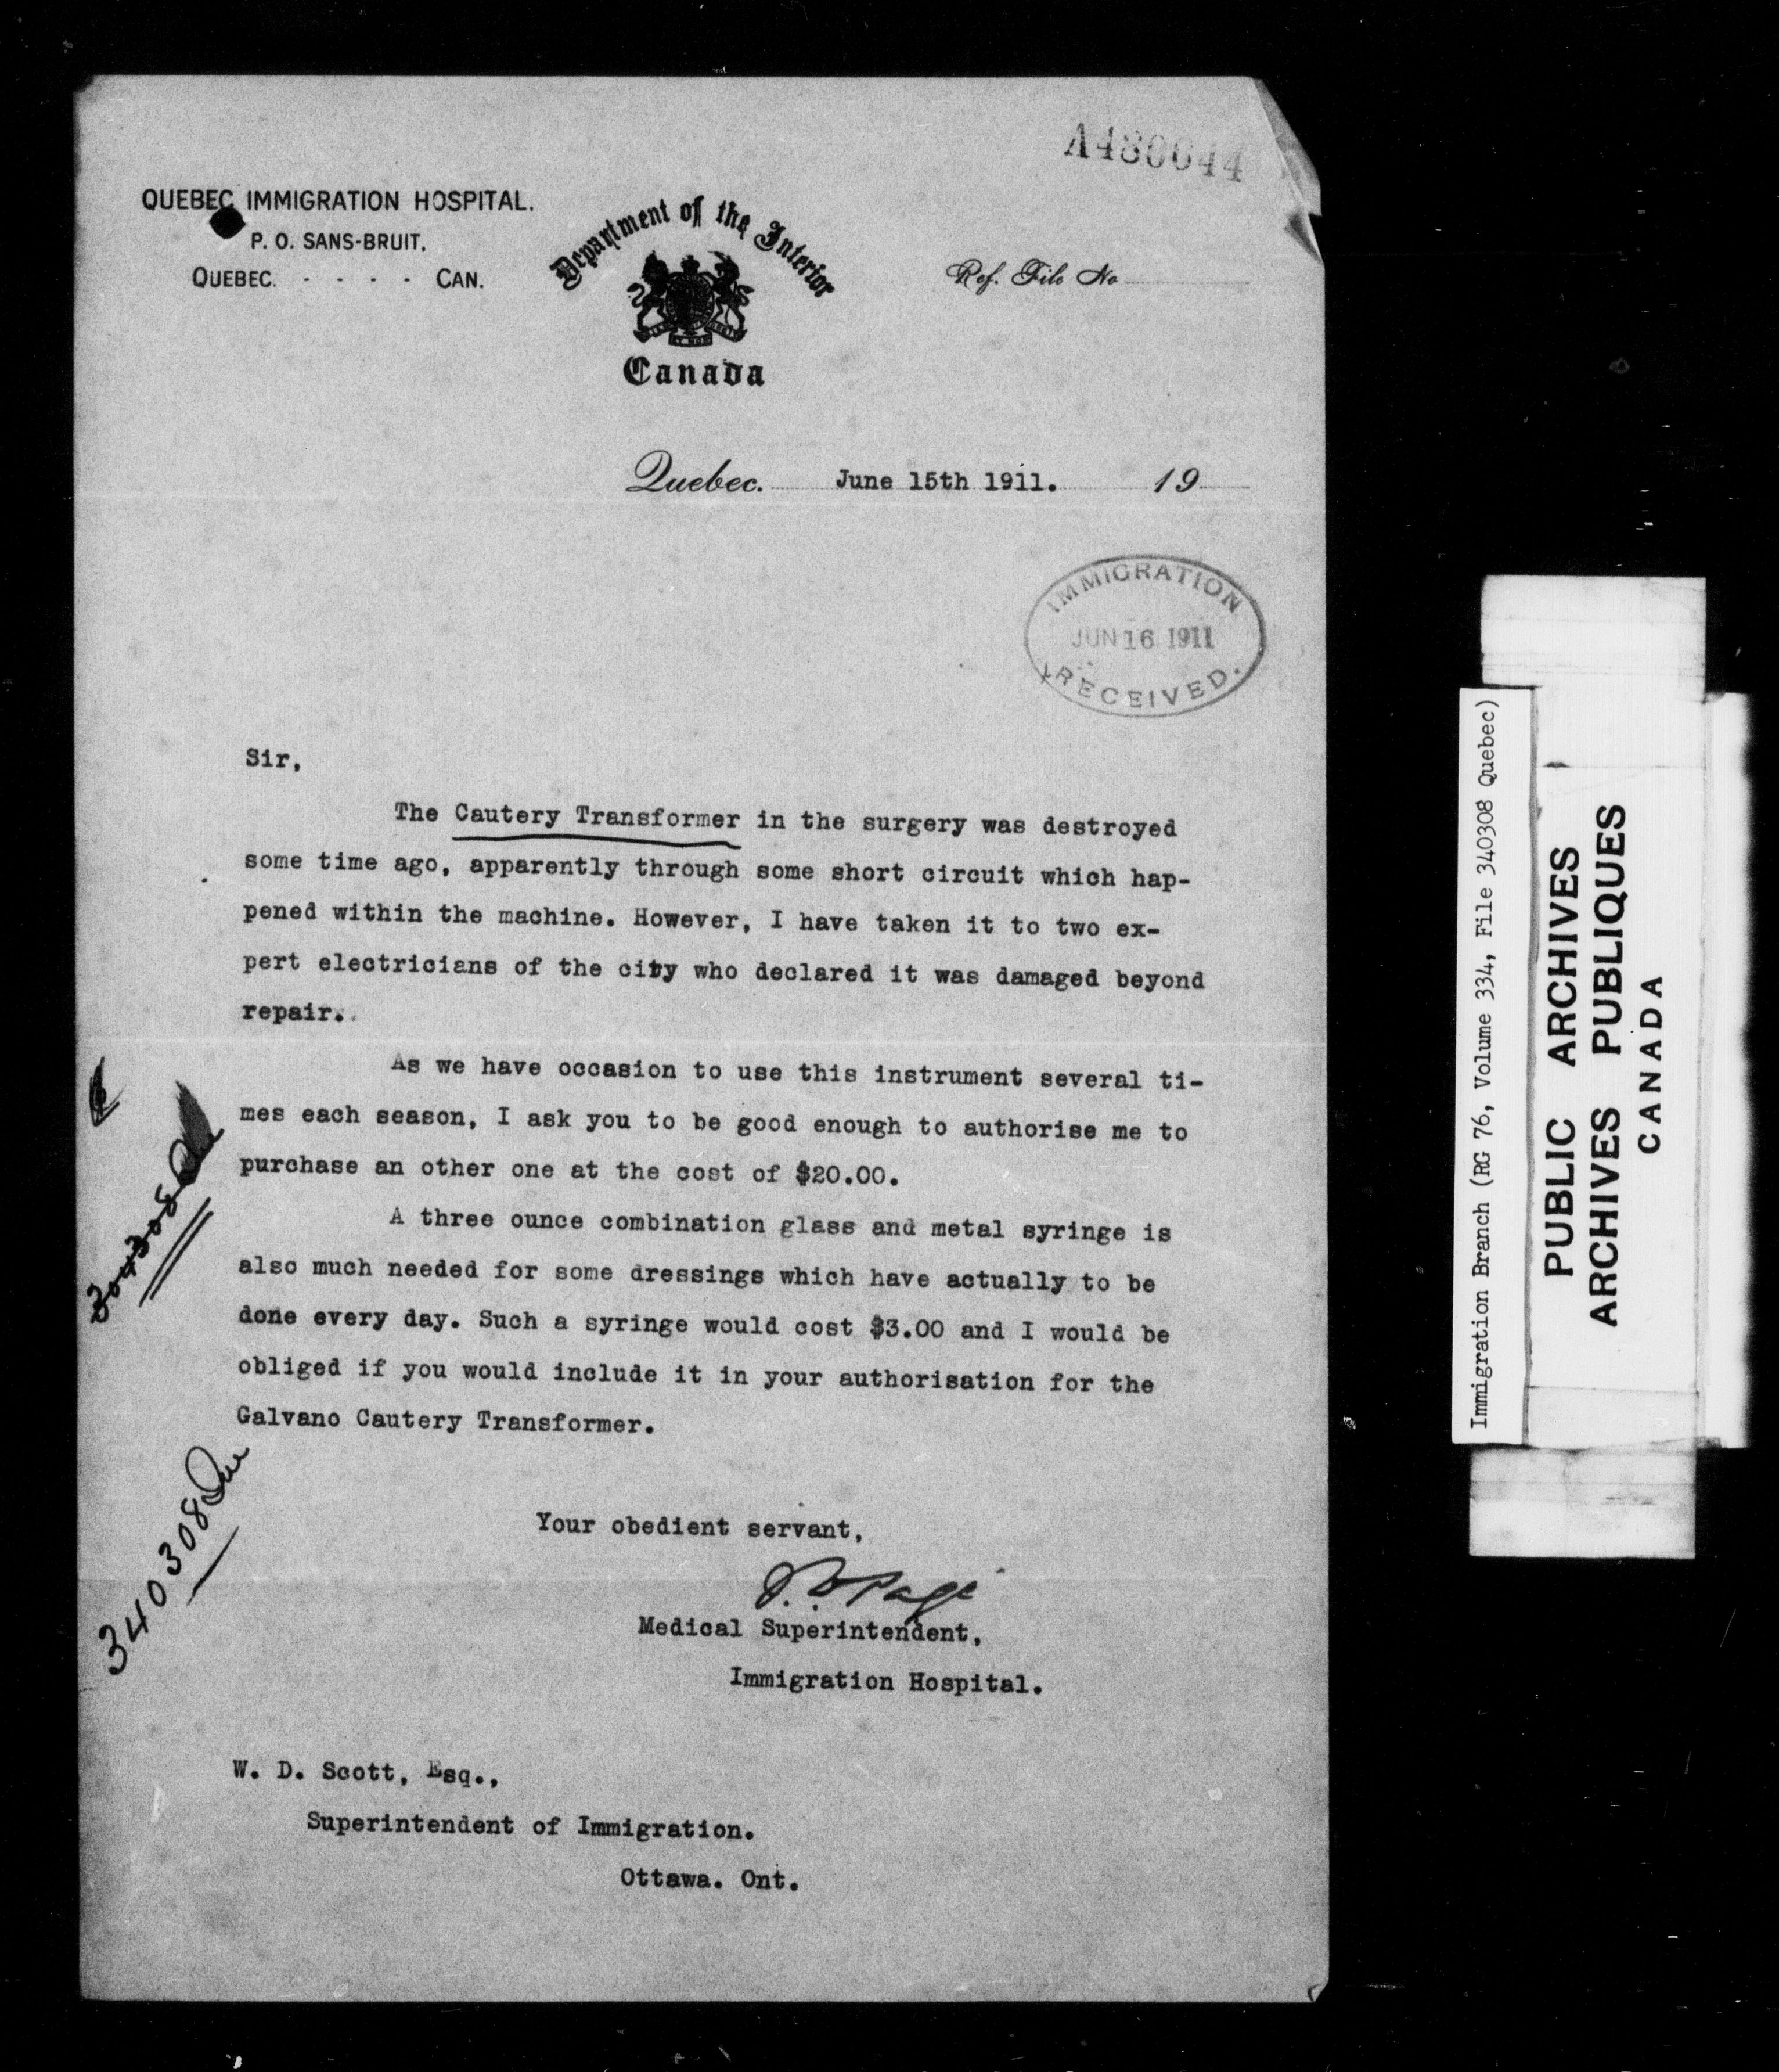 A480044
QUEBEC IMMIGRATION HOSPITAL.
P. O. SANS-BRUIT,
QUEBEC. - - - - CAN.
Department of the Interior
Canada
Ref. File No
Quebec. June 15th 1911. 19
IMMIGRATION
JUN 16 1911
RECEIVED.
Sir,
The Cautery Transformer in the surgery was destroyed
some time ago, apparently through some short circuit which hap-
pened within the machine. However, I have taken it to two ex-
pert electricians of the city who declared it was damaged beyond
repair.
As we have occasion to use this instrument several ti-
mes each season, I ask you to be good enough to authorise me to
purchase an other one at the cost of $20.00.
A three ounce combination glass and metal syringe is
also much needed for some dressings which have actually to be
done every day. Such a syringe would cost $3.00 and I would be
obliged if you would include it in your authorisation for the
Galvano Cautery Transformer.
340308 Que
Your obedient servant,
Page
Medical Superintendent,
Immigration Hospital.
W. D. Scott, Esq.,
Superintendent of Immigration.
Ottawa. Ont.
Immigration Branch (RG 76, Volume 334, File 340308 Quebec)
PUBLIC ARCHIVES
ARCHIVES PUBLIQUES
CANADA